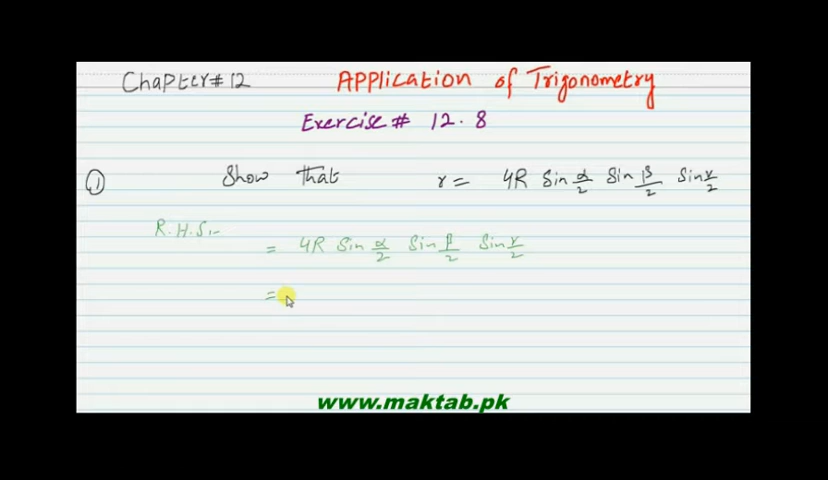 Chapter#12 Application of Trigonometry
Exercise# 12.8
① Show that r = 4R Sin α/2 Sin β/2 Sin γ/2
R.H.S:-
= 4R Sin α/2 Sin β/2 Sin γ/2
=
www.maktab.pk